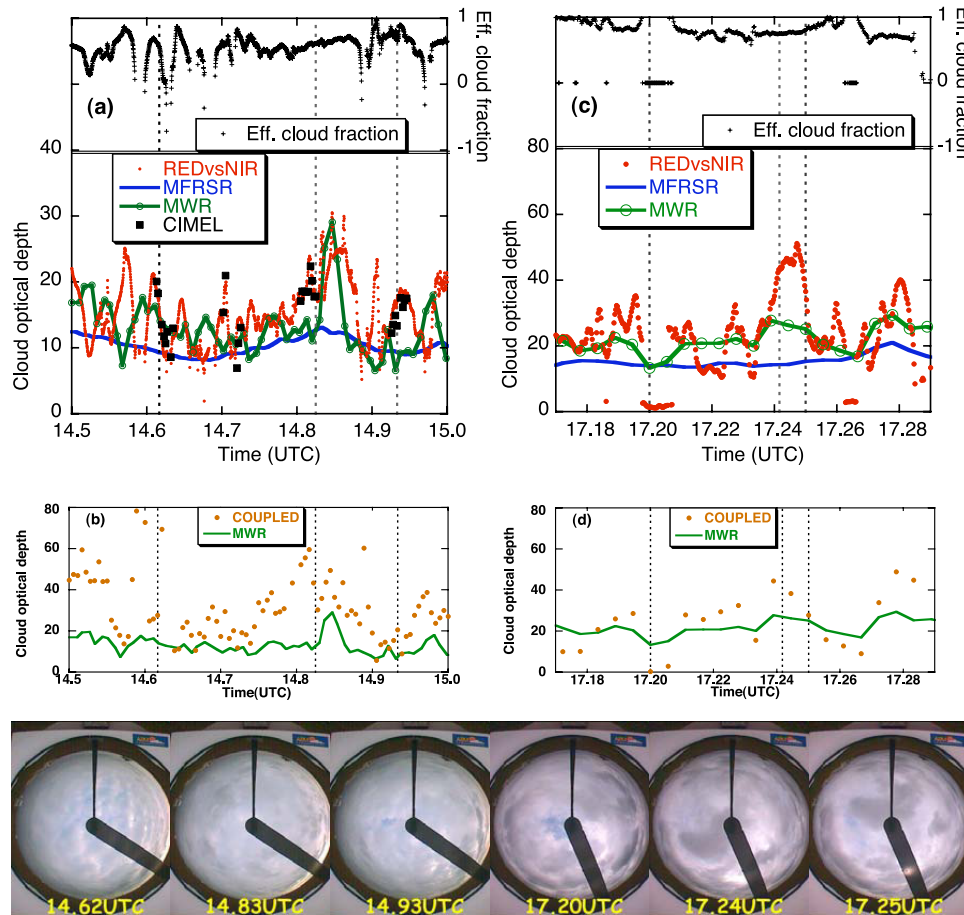 (a)
1
0
-1
Eff. cloud fraction
+ Eff. cloud fraction
40
30
20
10
0
Cloud optical depth
REDvsNIR
MFRSR
MWR
CIMEL
14.5 14.6 14.7 14.8 14.9 15.0
Time (UTC)
(c)
1
0
-1
Eff. cloud fraction
+ Eff. cloud fraction
80
60
40
20
0
Cloud optical depth
REDvsNIR
MFRSR
MWR
17.18 17.20 17.22 17.24 17.26 17.28
Time (UTC)
(b)
80
60
40
20
0
Cloud optical depth
COUPLED
MWR
14.5 14.6 14.7 14.8 14.9 15.0
Time(UTC)
(d)
80
60
40
20
0
Cloud optical depth
COUPLED
MWR
17.18 17.20 17.22 17.24 17.26 17.28
Time(UTC)
14.62UTC
14.83UTC
14.93UTC
17.20UTC
17.24UTC
17.25UTC